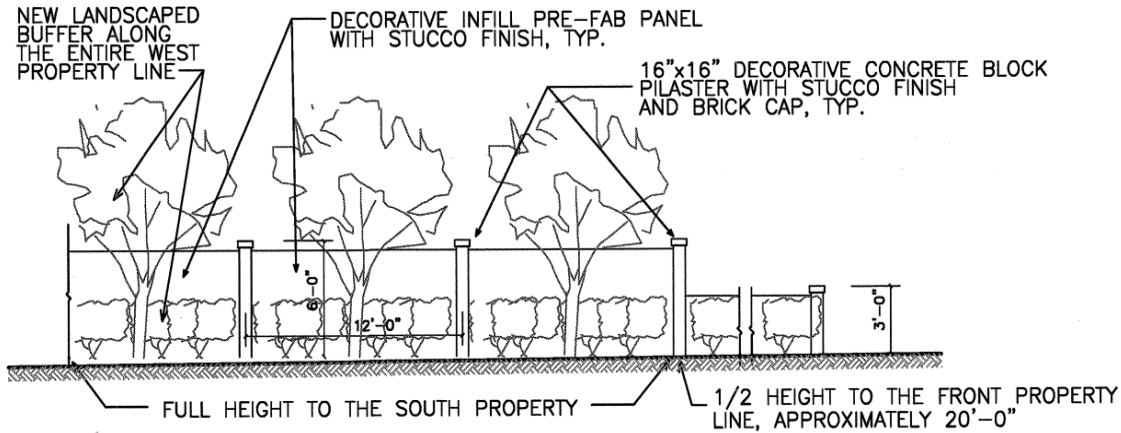 NEW LANDSCAPED
BUFFER ALONG
THE ENTIRE WEST
PROPERTY LINE
DECORATIVE INFILL PRE-FAB PANEL
WITH STUCCO FINISH, TYP.
16"x16" DECORATIVE CONCRETE BLOCK
PILASTER WITH STUCCO FINISH
AND BRICK CAP, TYP.
6'-0"
12'-0"
3'-0"
FULL HEIGHT TO THE SOUTH PROPERTY
1/2 HEIGHT TO THE FRONT PROPERTY
LINE, APPROXIMATELY 20'-0"